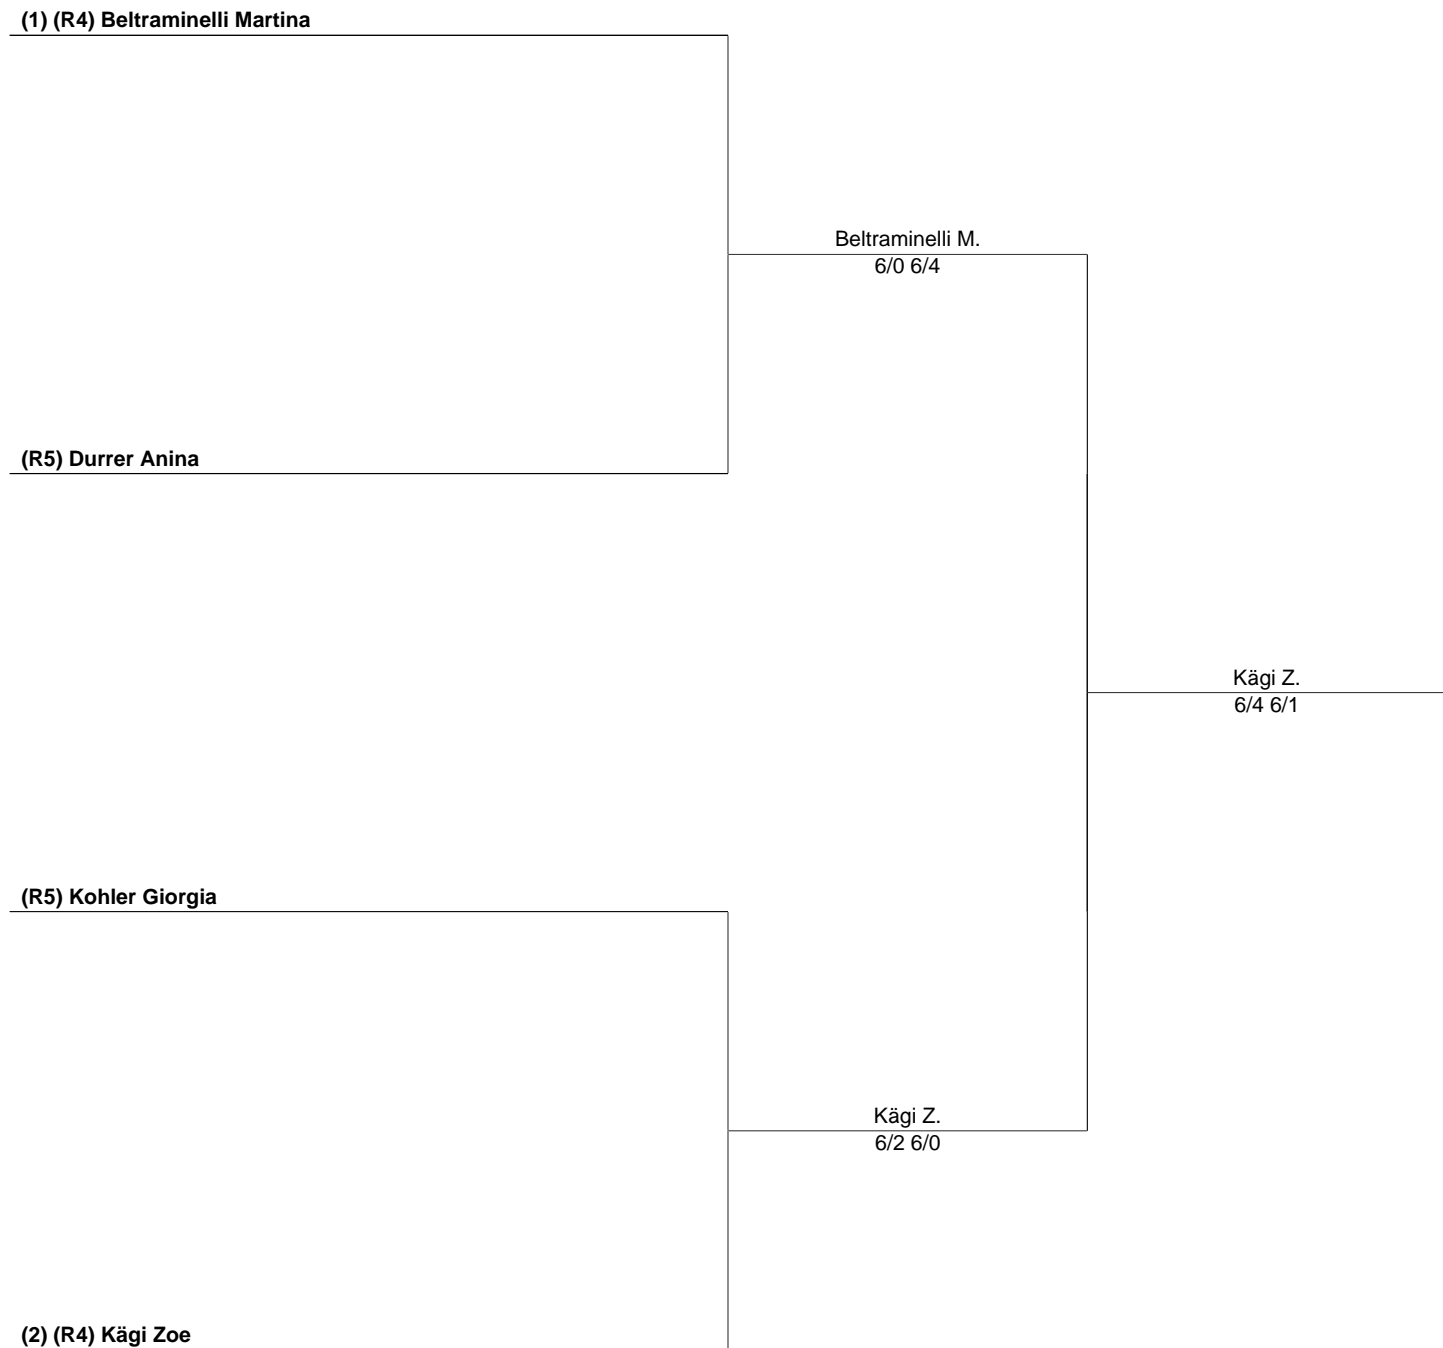 (1) (R4) Beltraminelli Martina
Beltraminelli M.
6/0 6/4
(R5) Durrer Anina
Kägi Z.
6/4 6/1
(R5) Kohler Giorgia
Kägi Z.
6/2 6/0
(2) (R4) Kägi Zoe